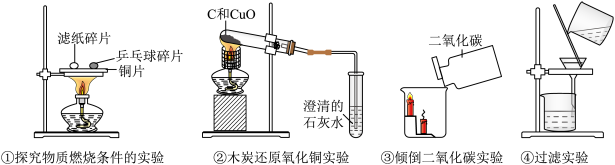 滤纸碎片
乒乓球碎片
铜片
C和CuO
澄清的
石灰水
二氧化碳
①探究物质燃烧条件的实验
②木炭还原氧化铜实验
③倾倒二氧化碳实验
④过滤实验